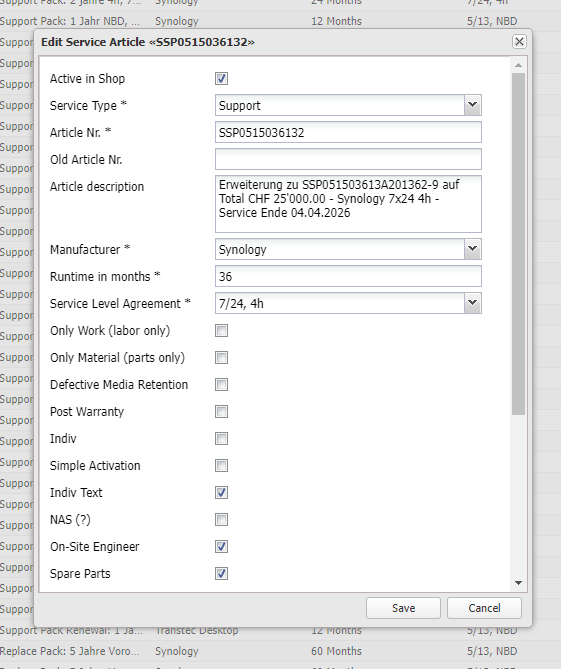 Support Pack: 2 Jahre 4h, 7... Synology 24 Months 7/24, 4h
Support Pack: 1 Jahr NBD, ... Synology 12 Months 5/13, NBD
Edit Service Article «SSP0515036132»
Active in Shop
Service Type * Support
Article Nr. * SSP0515036132
Old Article Nr.
Article description Erweiterung zu SSP051503613A201362-9 auf
Total CHF 25'000.00 - Synology 7x24 4h -
Service Ende 04.04.2026
Manufacturer * Synology
Runtime in months * 36
Service Level Agreement * 7/24, 4h
Only Work (labor only)
Only Material (parts only)
Defective Media Retention
Post Warranty
Indiv
Simple Activation
Indiv Text
NAS (?)
On-Site Engineer
Spare Parts
Save Cancel
Support Pack Renewal: 1 Ja... Transtec Desktop 12 Months 5/13, NBD
Replace Pack: 5 Jahre Voro... Synology 60 Months 5/13, NBD